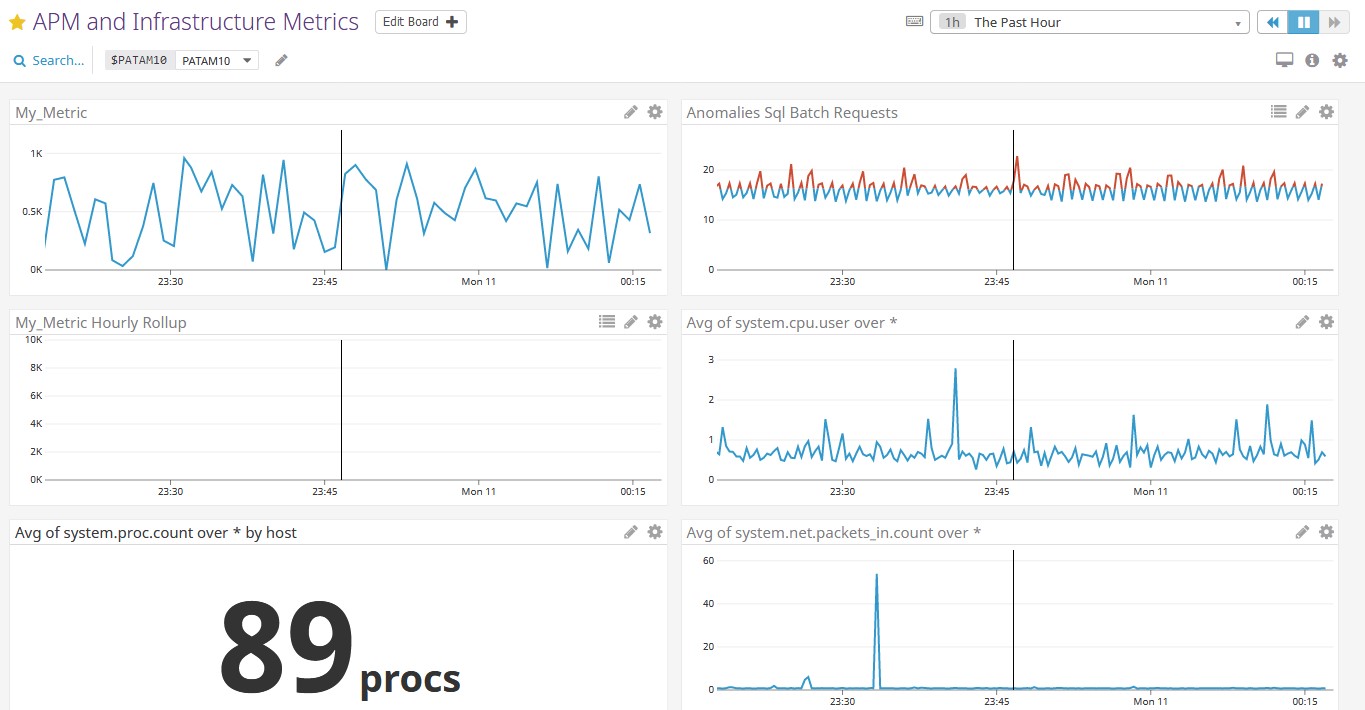 APM and Infrastructure Metrics Edit Board
1h The Past Hour
Search... $PATAM10 PATAM10
My_Metric
1K
0.5K
0K
23:30 23:45 Mon 11 00:15
Anomalies Sql Batch Requests
20
10
0
23:30 23:45 Mon 11 00:15
My_Metric Hourly Rollup
10K
8K
6K
4K
2K
0K
23:30 23:45 Mon 11 00:15
Avg of system.cpu.user over *
3
2
1
0
23:30 23:45 Mon 11 00:15
Avg of system.proc.count over * by host
89 procs
Avg of system.net.packets_in.count over *
60
40
20
0
23:30 23:45 Mon 11 00:15